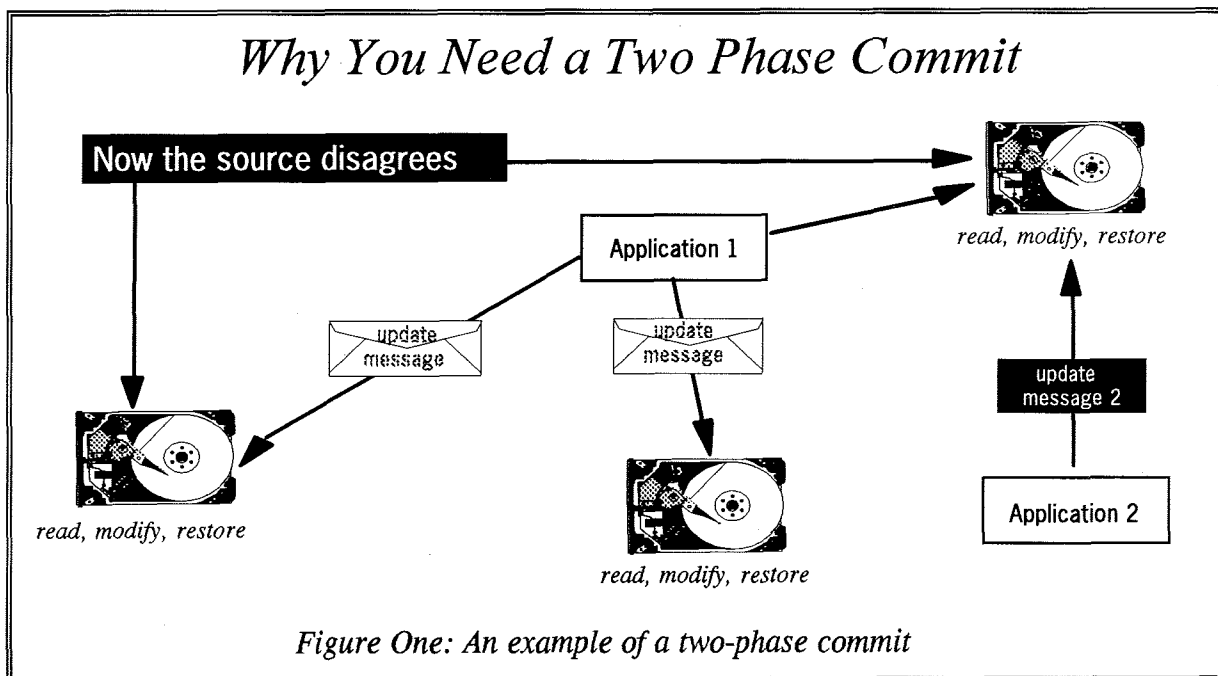 Why You Need a Two Phase Commit
Now the source disagrees
read, modify, restore
Application 1
update
message
update
message
update
message 2
Application 2
read, modify, restore
read, modify, restore
Figure One: An example of a two-phase commit